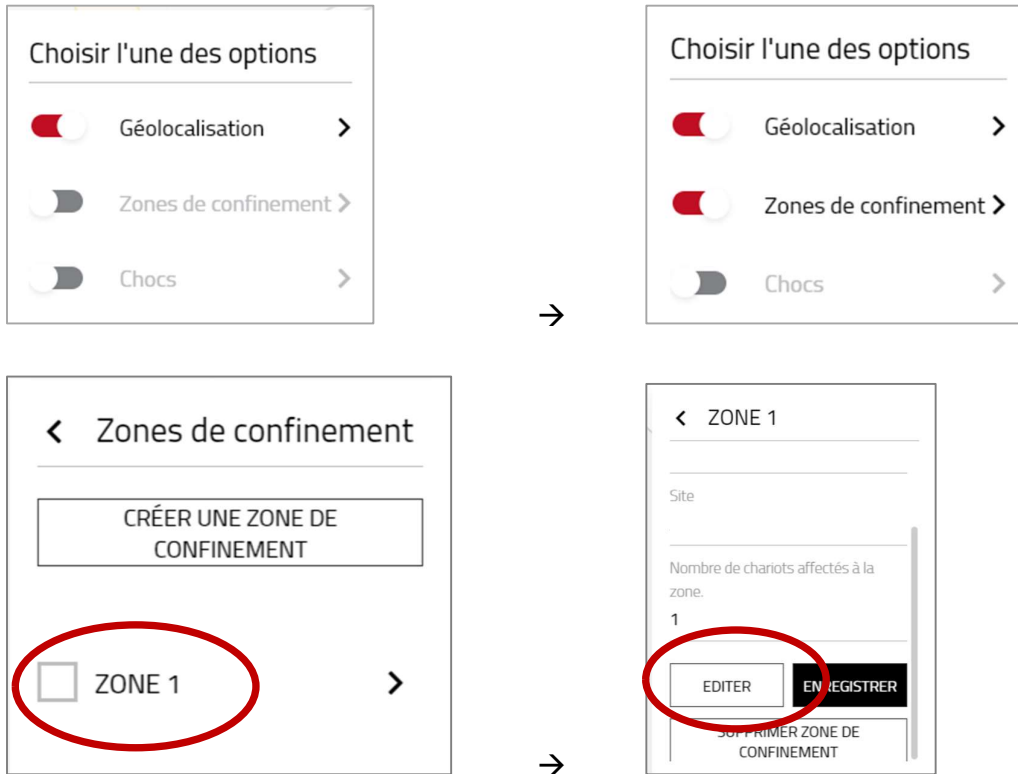 Choisir l'une des options
Géolocalisation
Zones de confinement
Chocs
→
Choisir l'une des options
Géolocalisation
Zones de confinement
Chocs
Zones de confinement
CRÉER UNE ZONE DE
CONFINEMENT
ZONE 1
→
ZONE 1
Site
Nombre de chariots affectés à la
zone.
1
EDITER
ENREGISTRER
SUPPRIMER ZONE DE
CONFINEMENT